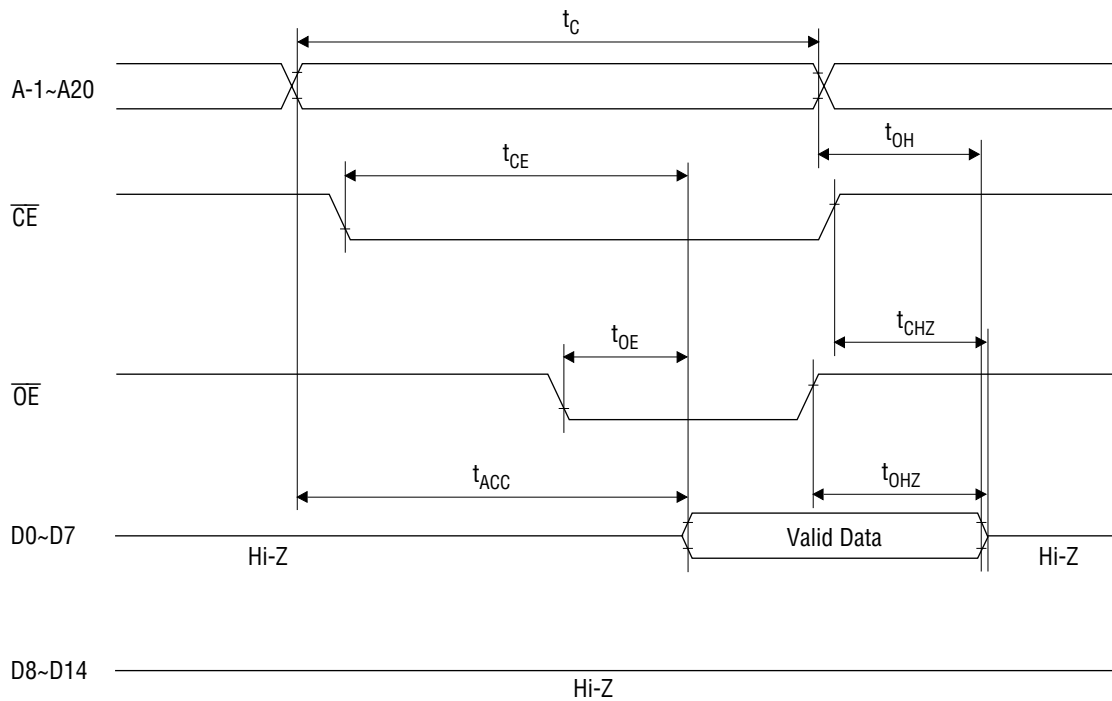 tC
A-1~A20
tOH
tCE
CE
tCHZ
tOE
OE
tACC
tOHZ
D0~D7
Valid Data
Hi-Z
Hi-Z
D8~D14
Hi-Z